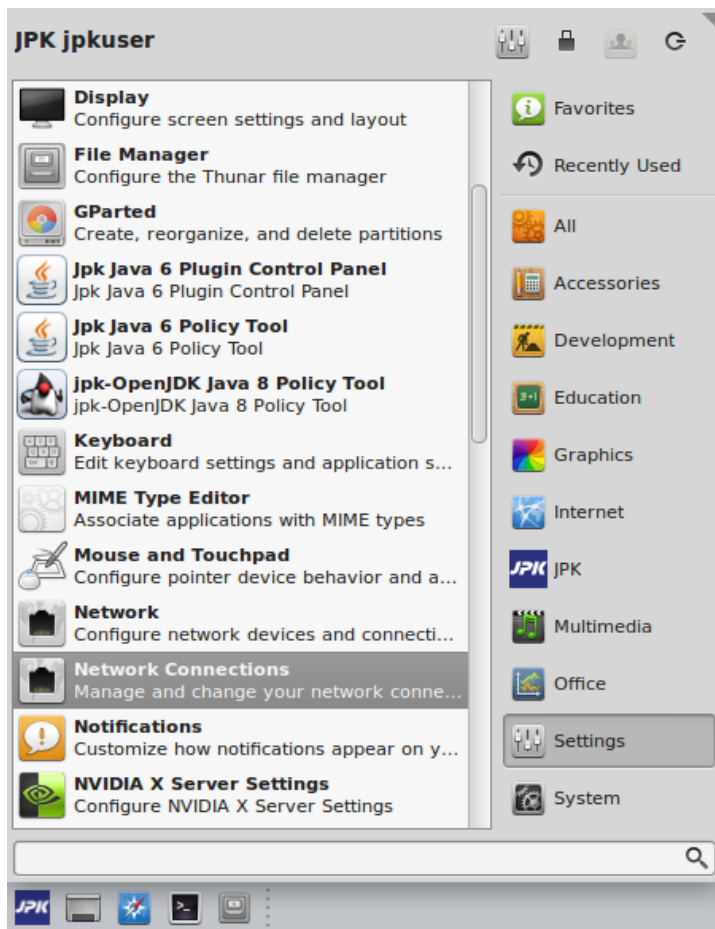 JPK jpkuser
Display
Configure screen settings and layout
File Manager
Configure the Thunar file manager
GParted
Create, reorganize, and delete partitions
Jpk Java 6 Plugin Control Panel
Jpk Java 6 Plugin Control Panel
Jpk Java 6 Policy Tool
Jpk Java 6 Policy Tool
jpk-OpenJDK Java 8 Policy Tool
jpk-OpenJDK Java 8 Policy Tool
Keyboard
Edit keyboard settings and application s...
MIME Type Editor
Associate applications with MIME types
Mouse and Touchpad
Configure pointer device behavior and a...
Network
Configure network devices and connecti...
Network Connections
Manage and change your network conne...
Notifications
Customize how notifications appear on y...
NVIDIA X Server Settings
Configure NVIDIA X Server Settings
Favorites
Recently Used
All
Accessories
Development
Education
Graphics
Internet
JPK JPK
Multimedia
Office
Settings
System
JPK